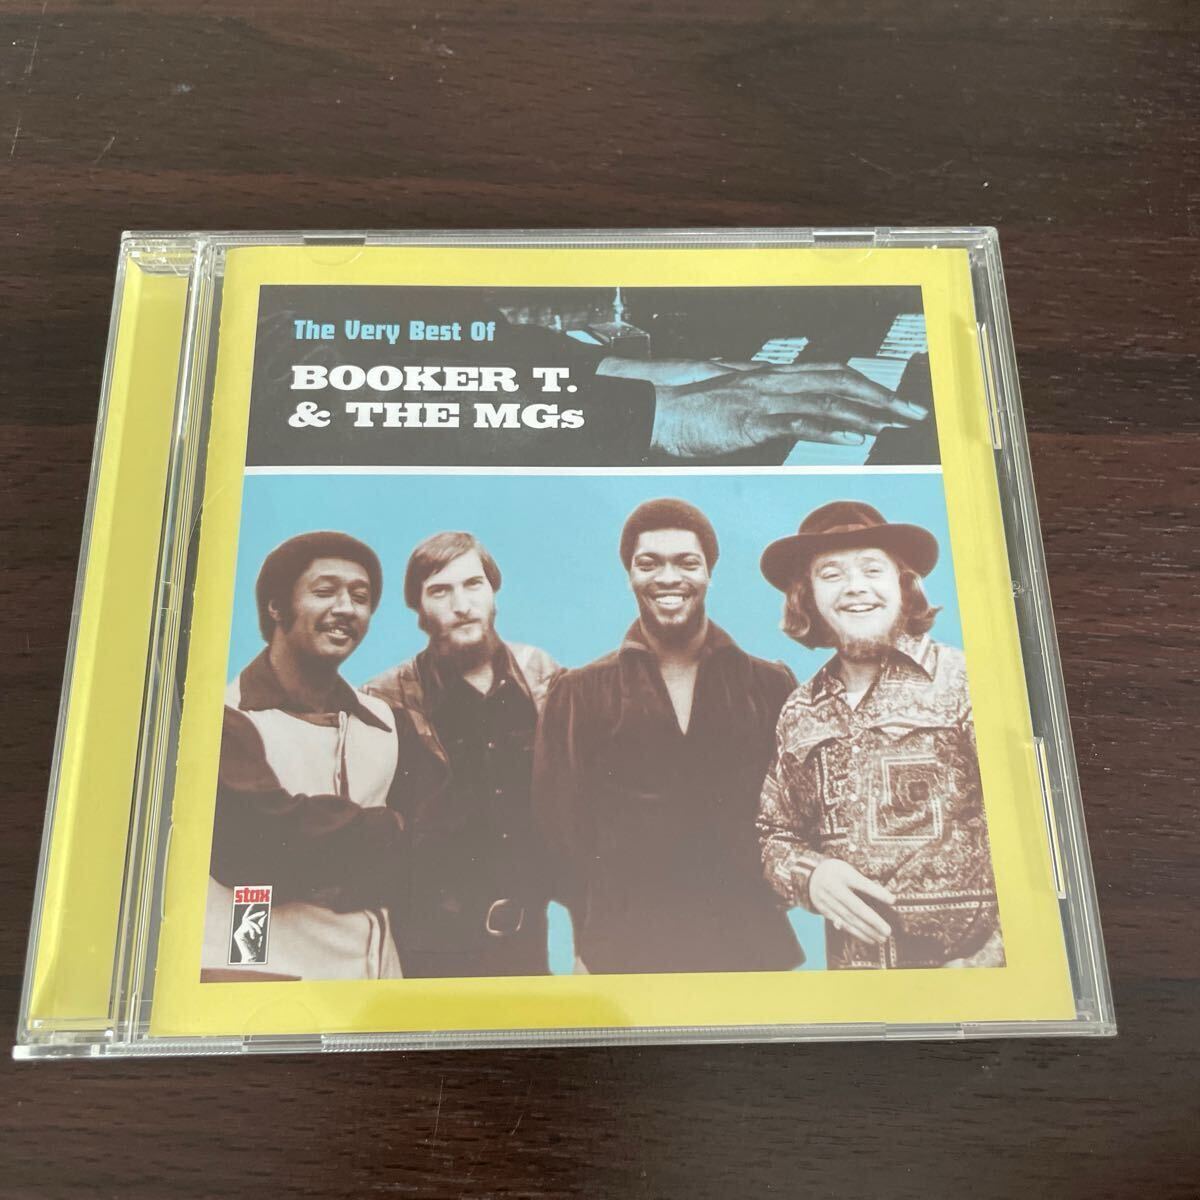 The Very Best Of
BOOKER T.
& THE MGs
stax